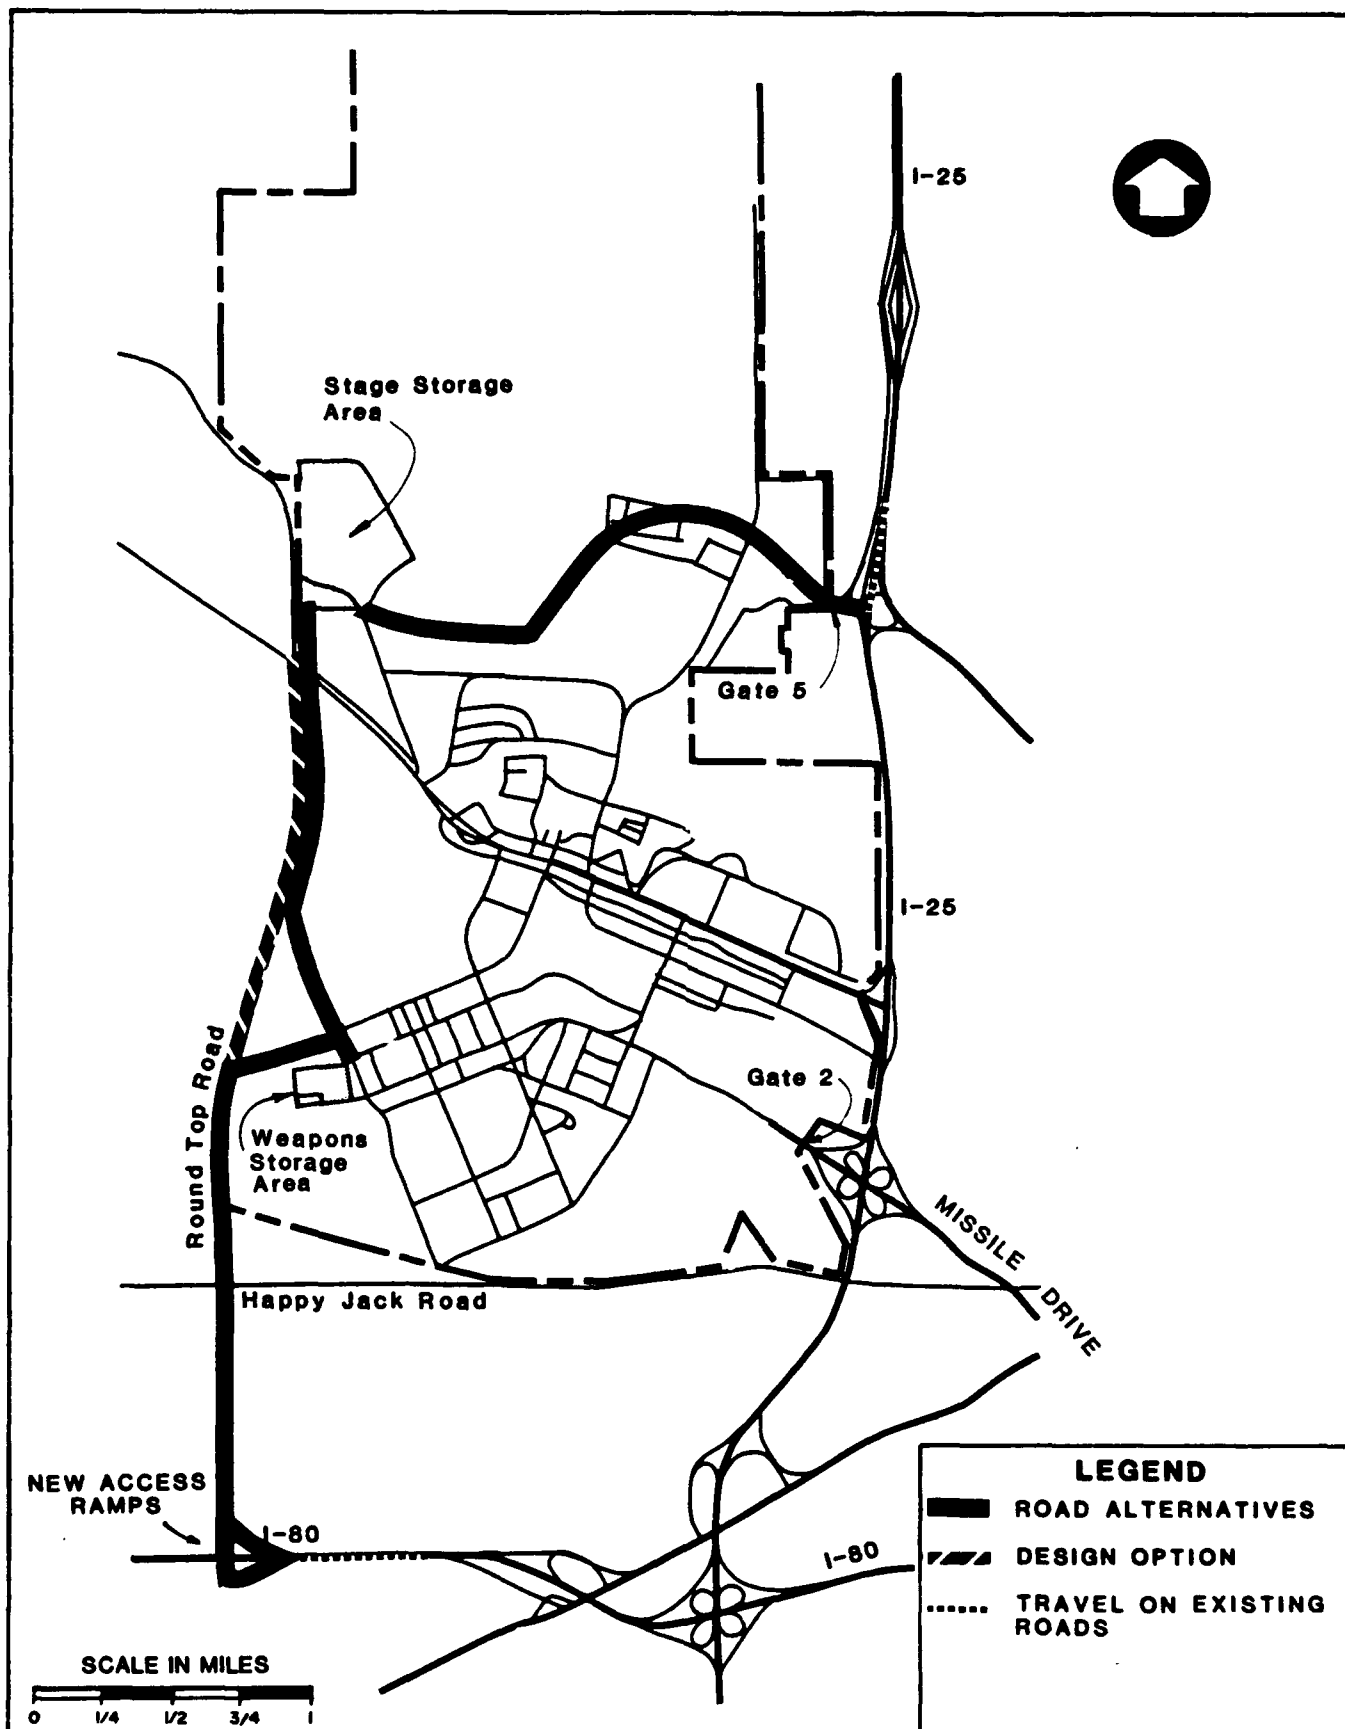 I-25
Stage Storage
Area
Gate 5
I-25
Gate 2
Round Top Road
Weapons
Storage
Area
MISSILE DRIVE
Happy Jack Road
NEW ACCESS
RAMPS
I-80
I-80
LEGEND
ROAD ALTERNATIVES
DESIGN OPTION
TRAVEL ON EXISTING
ROADS
SCALE IN MILES
0 1/4 1/2 3/4 1